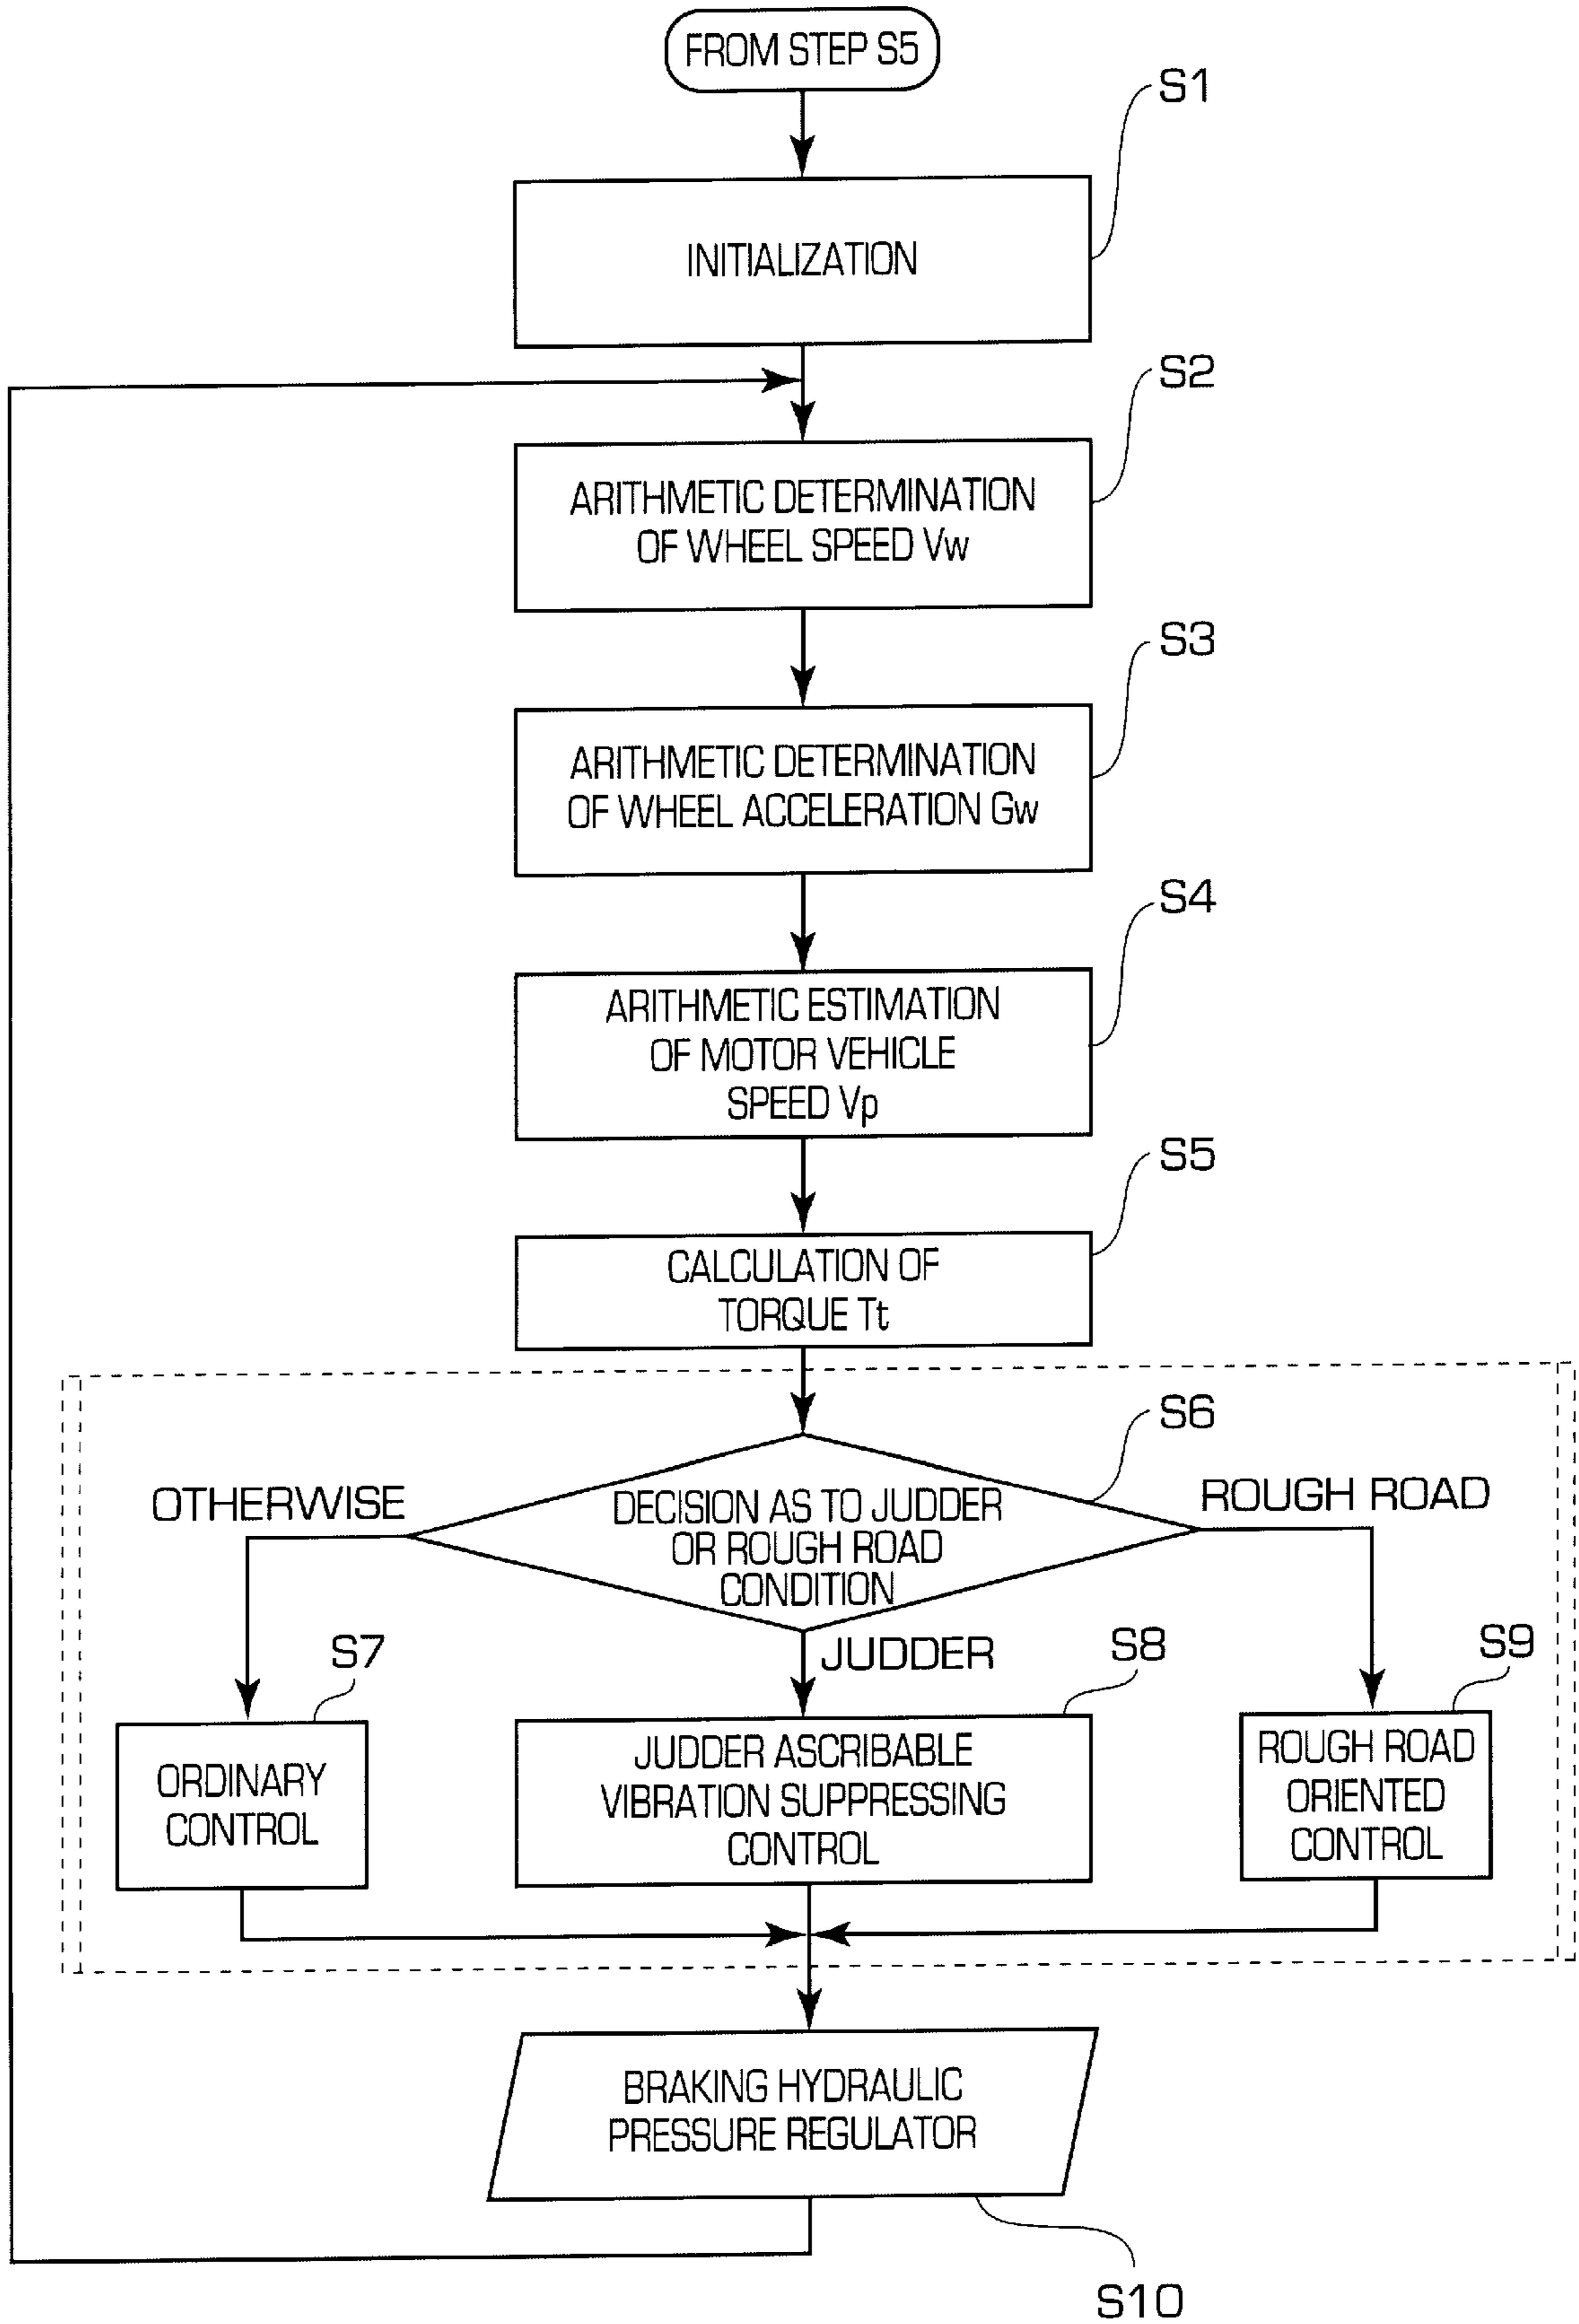 FROM STEP S5
S1
INITIALIZATION
S2
ARITHMETIC DETERMINATION
OF WHEEL SPEED Vw
S3
ARITHMETIC DETERMINATION
OF WHEEL ACCELERATION Gw
S4
ARITHMETIC ESTIMATION
OF MOTOR VEHICLE
SPEED Vp
S5
CALCULATION OF
TORQUE Tt
S6
DECISION AS TO JUDDER
OR ROUGH ROAD
CONDITION
OTHERWISE
ROUGH ROAD
JUDDER
S7
ORDINARY
CONTROL
S8
JUDDER ASCRIBABLE
VIBRATION SUPPRESSING
CONTROL
S9
ROUGH ROAD
ORIENTED
CONTROL
BRAKING HYDRAULIC
PRESSURE REGULATOR
S10